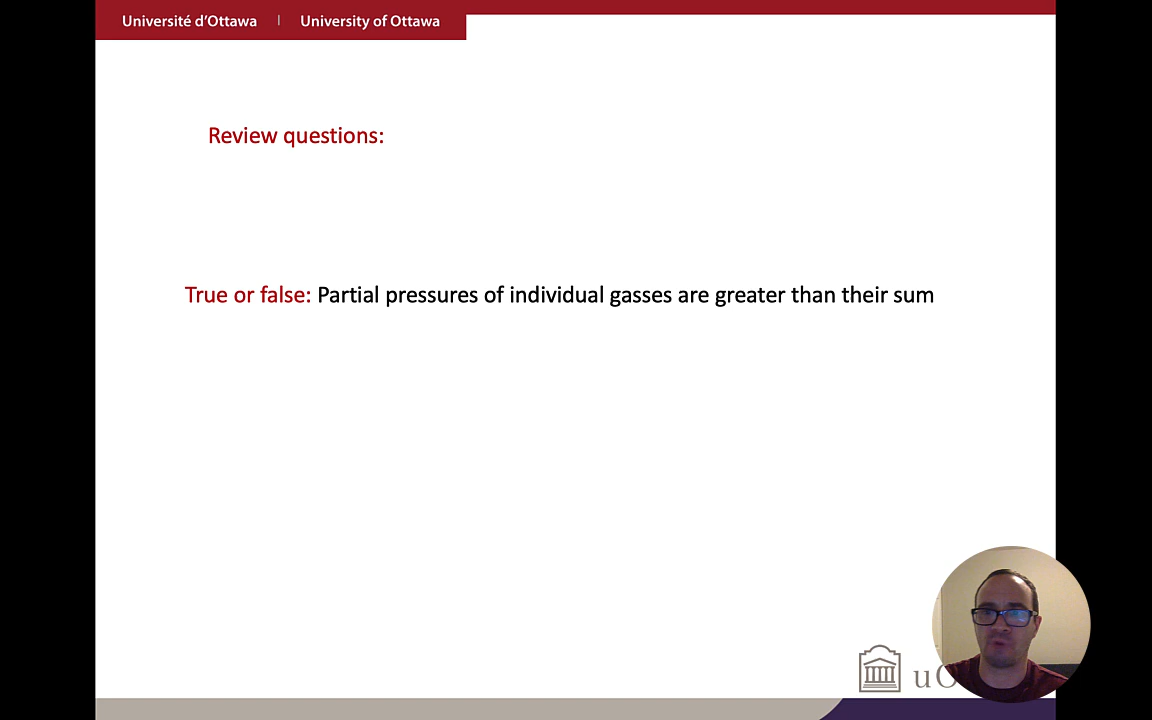 Université d'Ottawa | University of Ottawa
Review questions:
True or false: Partial pressures of individual gasses are greater than their sum